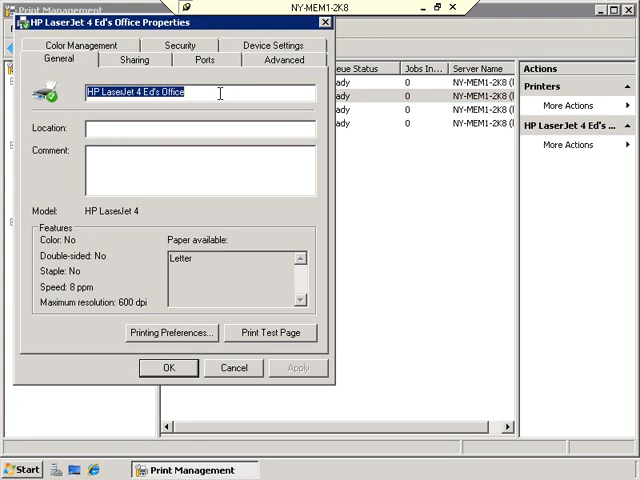 Print Management
NY-MEM1-2K8
HP LaserJet 4 Ed's Office Properties
Color Management Security Device Settings
General Sharing Ports Advanced
HP LaserJet 4 Ed's Office
Location:
Comment:
Model: HP LaserJet 4
Features
Color: No
Double-sided: No
Staple: No
Speed: 8 ppm
Maximum resolution: 600 dpi
Paper available:
Letter
Printing Preferences... Print Test Page
OK Cancel Apply
eue Status Jobs In... Server Name
ady 0 NY-MEM1-2K8 (l
ady 0 NY-MEM1-2K8 (l
ady 0 NY-MEM1-2K8 (l
ady 0 NY-MEM1-2K8 (l
Actions
Printers
More Actions
HP LaserJet 4 Ed's ...
More Actions
Start Print Management